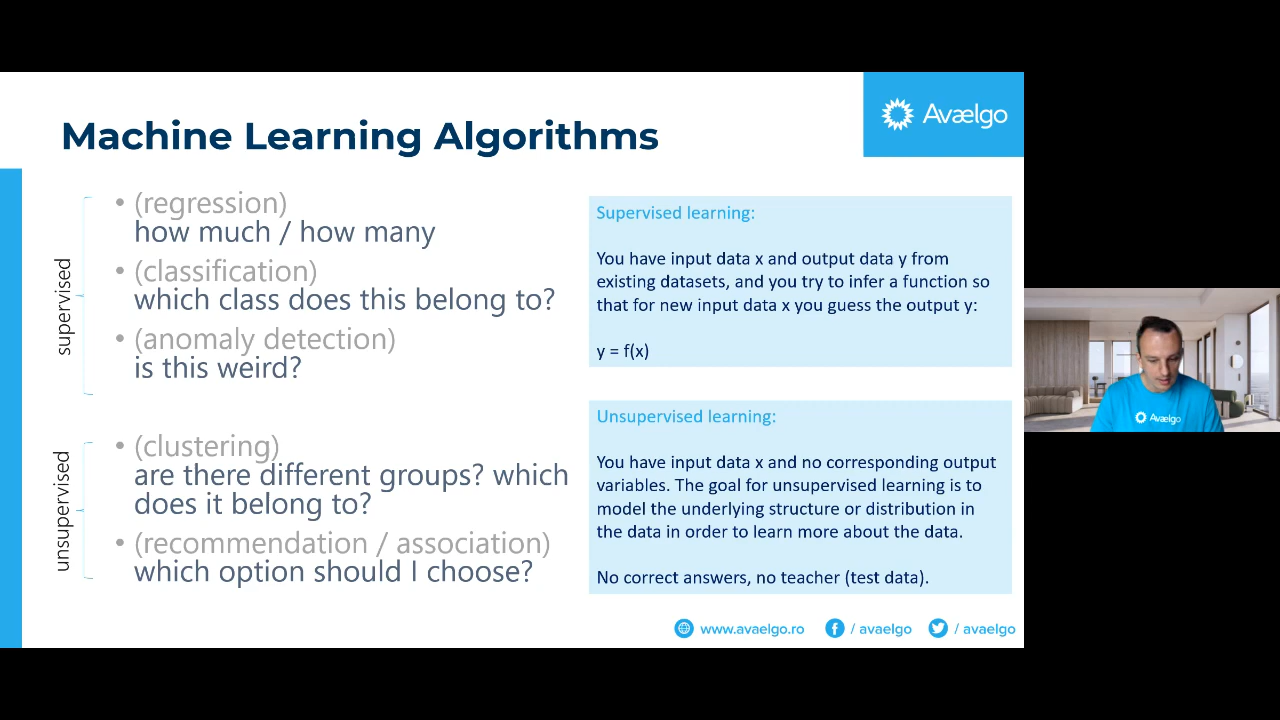 Avaelgo
Machine Learning Algorithms
supervised
• (regression)
how much / how many
• (classification)
which class does this belong to?
• (anomaly detection)
is this weird?
unsupervised
• (clustering)
are there different groups? which
does it belong to?
• (recommendation / association)
which option should I choose?
Supervised learning:
You have input data x and output data y from
existing datasets, and you try to infer a function so
that for new input data x you guess the output y:
y = f(x)
Unsupervised learning:
You have input data x and no corresponding output
variables. The goal for unsupervised learning is to
model the underlying structure or distribution in
the data in order to learn more about the data.
No correct answers, no teacher (test data).
www.avaelgo.ro
/ avaelgo
/ avaelgo
Avaelgo